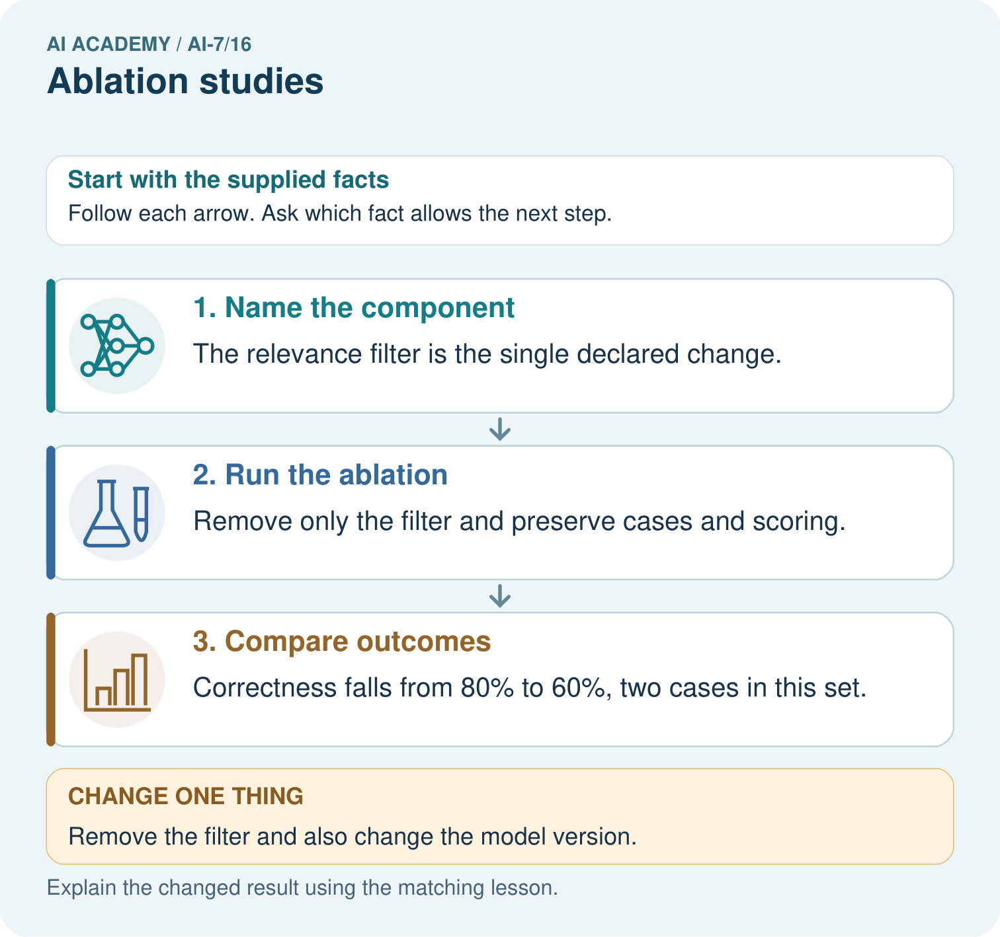 AI ACADEMY / AI-7/16
Ablation studies
Start with the supplied facts
Follow each arrow. Ask which fact allows the next step.
1. Name the component
The relevance filter is the single declared change.
2. Run the ablation
Remove only the filter and preserve cases and scoring.
3. Compare outcomes
Correctness falls from 80% to 60%, two cases in this set.
CHANGE ONE THING
Remove the filter and also change the model version.
Explain the changed result using the matching lesson.